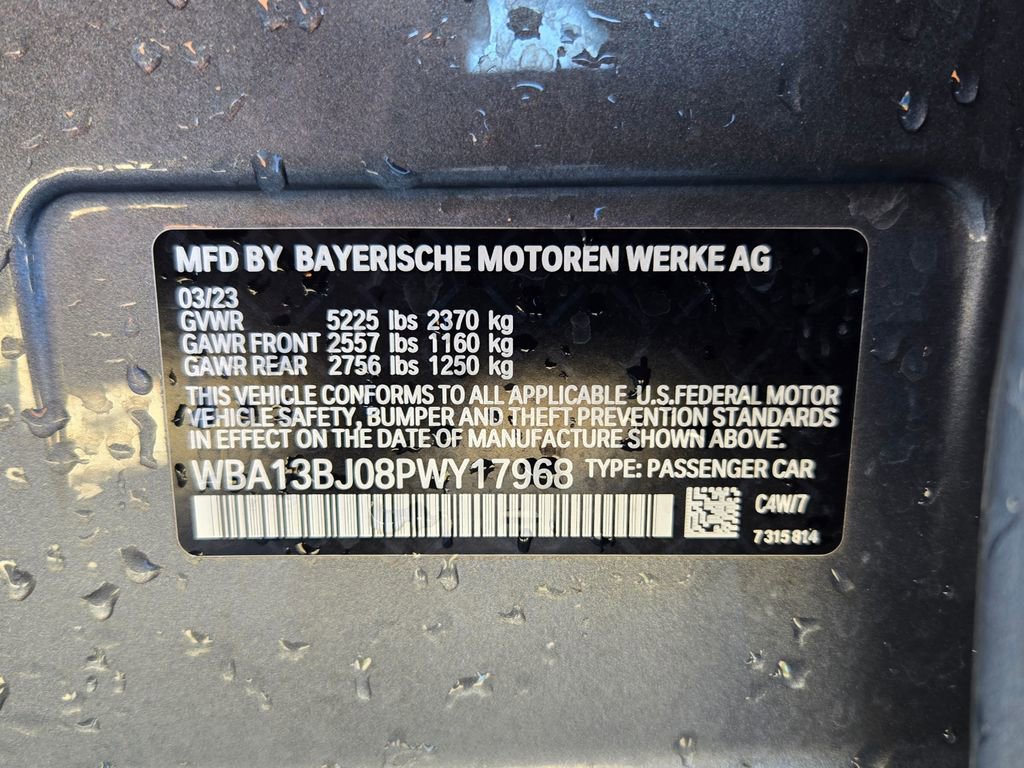 MFD BY BAYERISCHE MOTOREN WERKE AG
03/23
GVWR 5225 lbs 2370 kg
GAWR FRONT 2557 lbs 1160 kg
GAWR REAR 2756 lbs 1250 kg
THIS VEHICLE CONFORMS TO ALL APPLICABLE U.S.FEDERAL MOTOR
VEHICLE SAFETY, BUMPER AND THEFT PREVENTION STANDARDS
IN EFFECT ON THE DATE OF MANUFACTURE SHOWN ABOVE.
WBA13BJ08PWY17968 TYPE: PASSENGER CAR
C4W/7
7315814